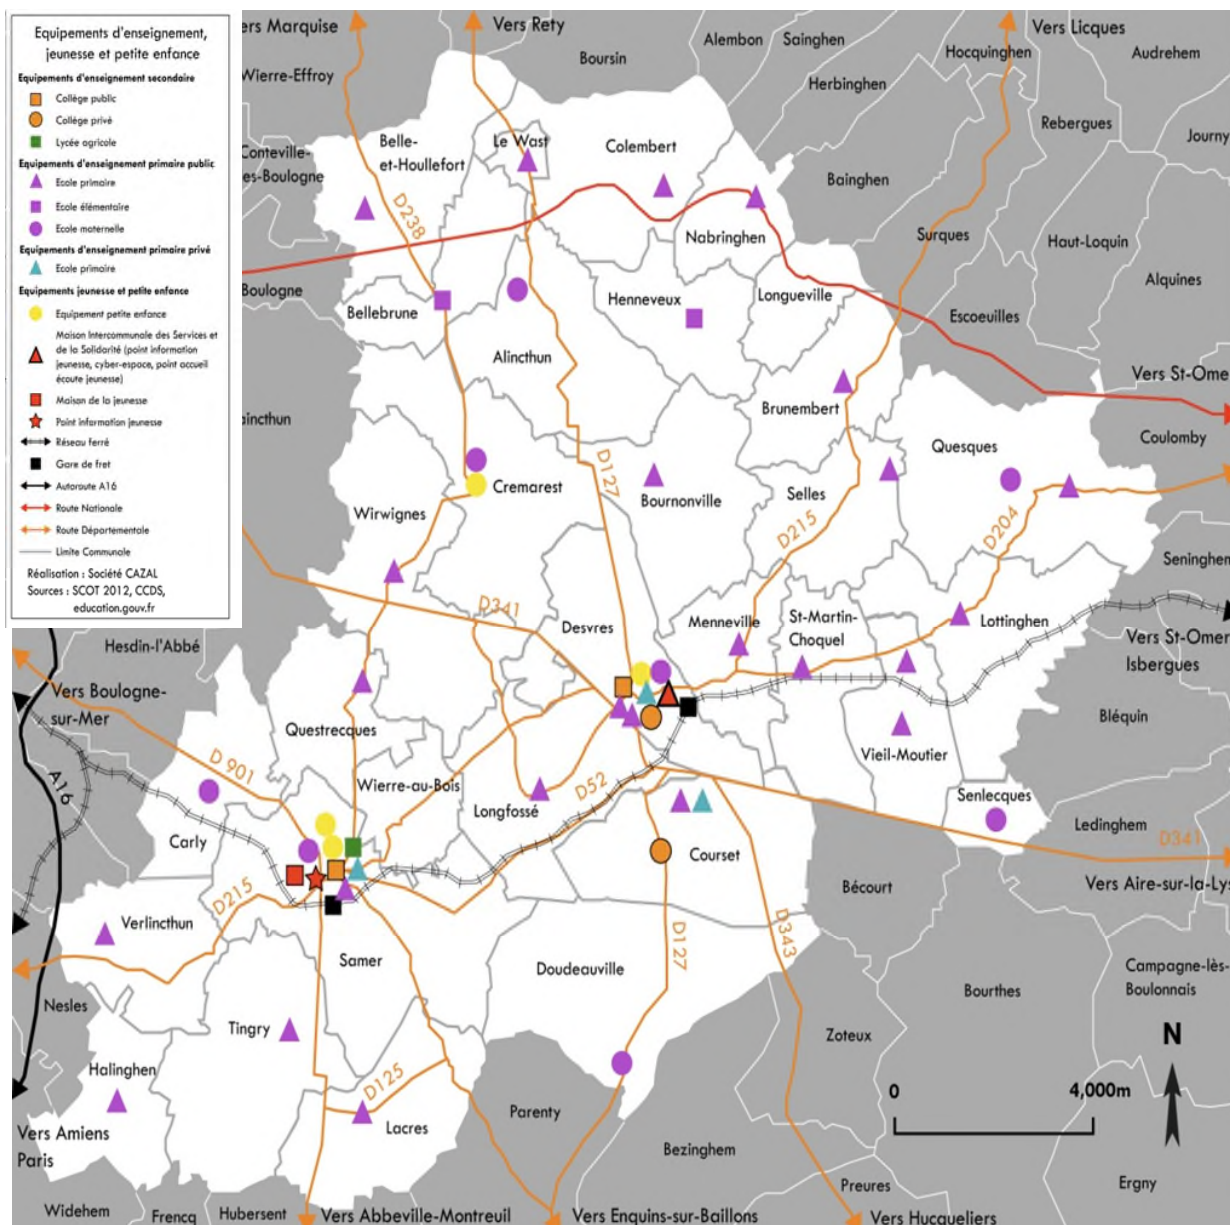 Equipements d'enseignement,
jeunesse et petite enfance
Equipements d'enseignement secondaire
Collège public
Collège privé
Lycée agricole
Equipements d'enseignement primaire public
Ecole primaire
Ecole élémentaire
Ecole maternelle
Equipements d'enseignement primaire privé
Ecole primaire
Equipements jeunesse et petite enfance
Equipement petite enfance
Maison Intercommunale des Services et
de la Solidarité (point information
jeunesse, cyber-espace, point accueil
écoute jeunesse)
Maison de la jeunesse
Point information jeunesse
Réseau ferré
Gare de fret
Autoroute A16
Route Nationale
Route Départementale
Limite Communale
Réalisation : Société CAZAL
Sources : SCOT 2012, CCDS,
education.gouv.fr
ers Marquise
Vers Rety
Vers Licques
Boursin
Alembon
Sainghen
Hocquinghen
Audrehem
Wierre-Effroy
Herbinghen
Rebergues
Journy
Conteville-
es-Boulogne
Belle-
et-Houllefort
Le Wast
Colembert
Bainghen
D238
Nabringhen
Surques
Haut-Loquin
Alquines
Boulogne
Bellebrune
Henneveux
Longueville
Escoeuilles
Alincthun
Vers St-Ome
Brunembert
aincthun
Quesques
Coulomby
Cremarest
D127
Bournonville
Selles
Wirwignes
D215
D204
Seninghem
D341
Desvres
Menneville
St-Martin-
Choquel
Lottinghen
Hesdin-l'Abbé
Vers St-Omer
Isbergues
Vers Boulogne-
sur-Mer
Questrecques
Bléquin
Vieil-Moutier
D 901
A16
Wierre-au-Bois
D52
Longfossé
Senlecques
Carly
Ledinghem
D341
Courset
Bécourt
Vers Aire-sur-la-Lys
D215
Verlincthun
D127
D343
Samer
Doudeauville
Campagne-lès-
Boulonnais
Nesles
Bourthes
Tingry
Zoteux
N
Halinghen
D125
0
4,000m
Parenty
Lacres
Vers Amiens
Paris
Bezinghem
Preures
Ergny
Widehem
Frencq
Hubersent
Vers Abbeville-Montreuil
Vers Enquins-sur-Baillons
Vers Hucqueliers